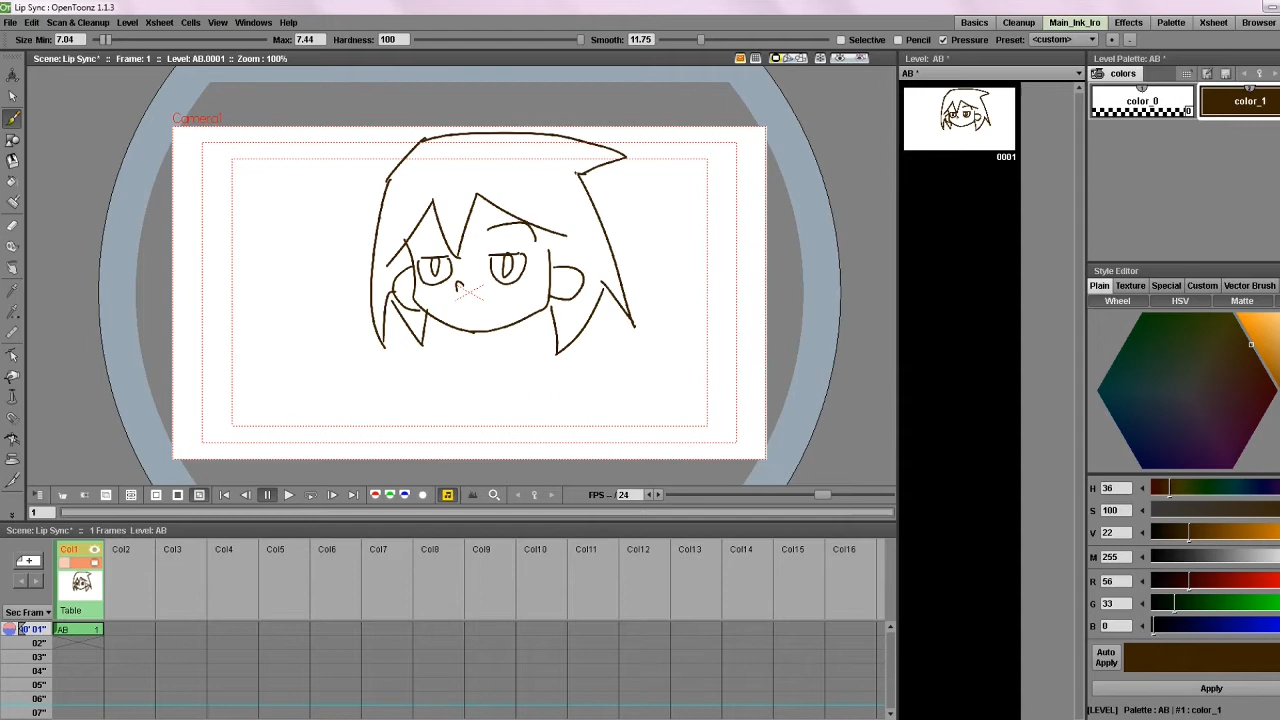 Lip Sync* : OpenToonz 1.1.3
File Edit Scan & Cleanup Level Xsheet Cells View Windows Help
Basics Cleanup Main_Ink_Iro Effects Palette Xsheet Browser
Size Min: 7.04 Max: 7.44 Hardness: 100 Smooth: 11.75 Selective Pencil Pressure Preset: <custom>
Scene: Lip Sync* :: Frame: 1 :: Level: AB.0001 :: Zoom : 100%
Level: AB *
Level Palette: AB *
AB *
colors
color_0
0
color_1
0001
Camera1
Style Editor
Plain Texture Special Custom Vector Brush
Wheel HSV Matte
FPS -- 24
1
H 36
S 100
V 22
M 255
R 56
G 33
B 0
Scene: Lip Sync* :: 1 Frames Level: AB
Col1 Col2 Col3 Col4 Col5 Col6 Col7 Col8 Col9 Col10 Col11 Col12 Col13 Col14 Col15 Col16
Sec Fram
Table
0' 01"
AB 1
02"
03"
04"
05"
06"
07"
Auto
Apply
Apply
[LEVEL] Palette : AB | #1 : color_1